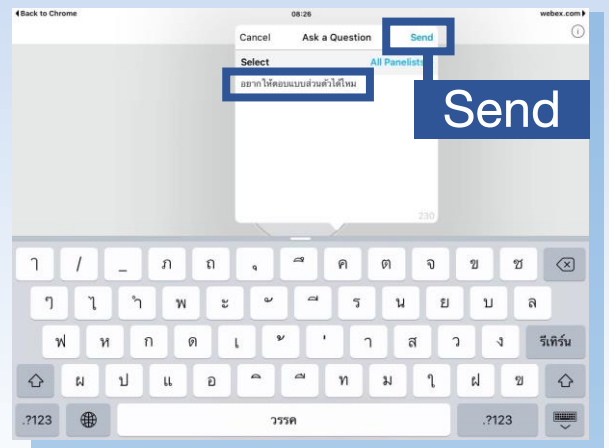 Back to Chrome 08:26 webex.com
Cancel Ask a Question Send
Select All Panelists
อยากให้ตอบแบบส่วนตัวได้ไหม
Send
230
ๅ / _ ภ ถ ุ ึ ค ต จ ข ช
ๆ ไ ำ พ ะ ั ี ร น ย บ ล
ฟ ห ก ด เ ้ ่ า ส ว ง รีเทิร์น
ผ ป แ อ ิ ื ท ม ใ ฝ ฃ
.?123 วรรค .?123